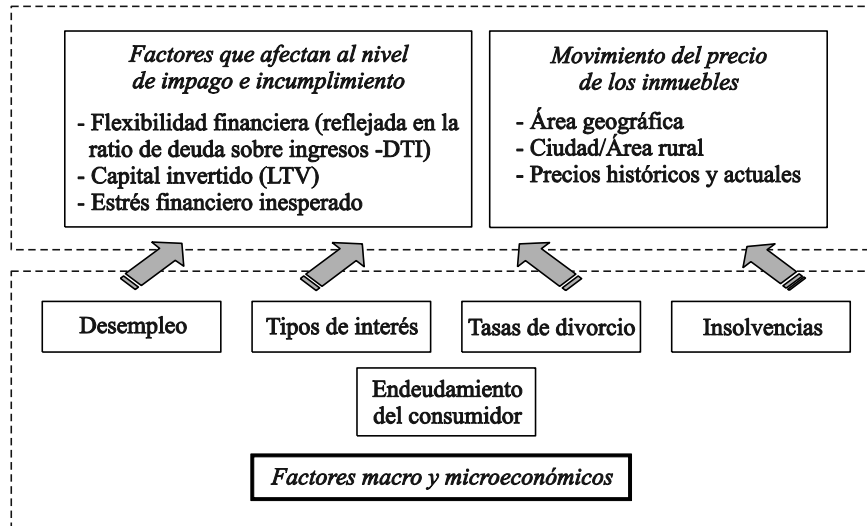 Factores que afectan al nivel
de impago e incumplimiento
- Flexibilidad financiera (reflejada en la
ratio de deuda sobre ingresos -DTI)
- Capital invertido (LTV)
- Estrés financiero inesperado
Movimiento del precio
de los inmuebles
- Área geográfica
- Ciudad/Área rural
- Precios históricos y actuales
Desempleo
Tipos de interés
Tasas de divorcio
Insolvencias
Endeudamiento
del consumidor
Factores macro y microeconómicos